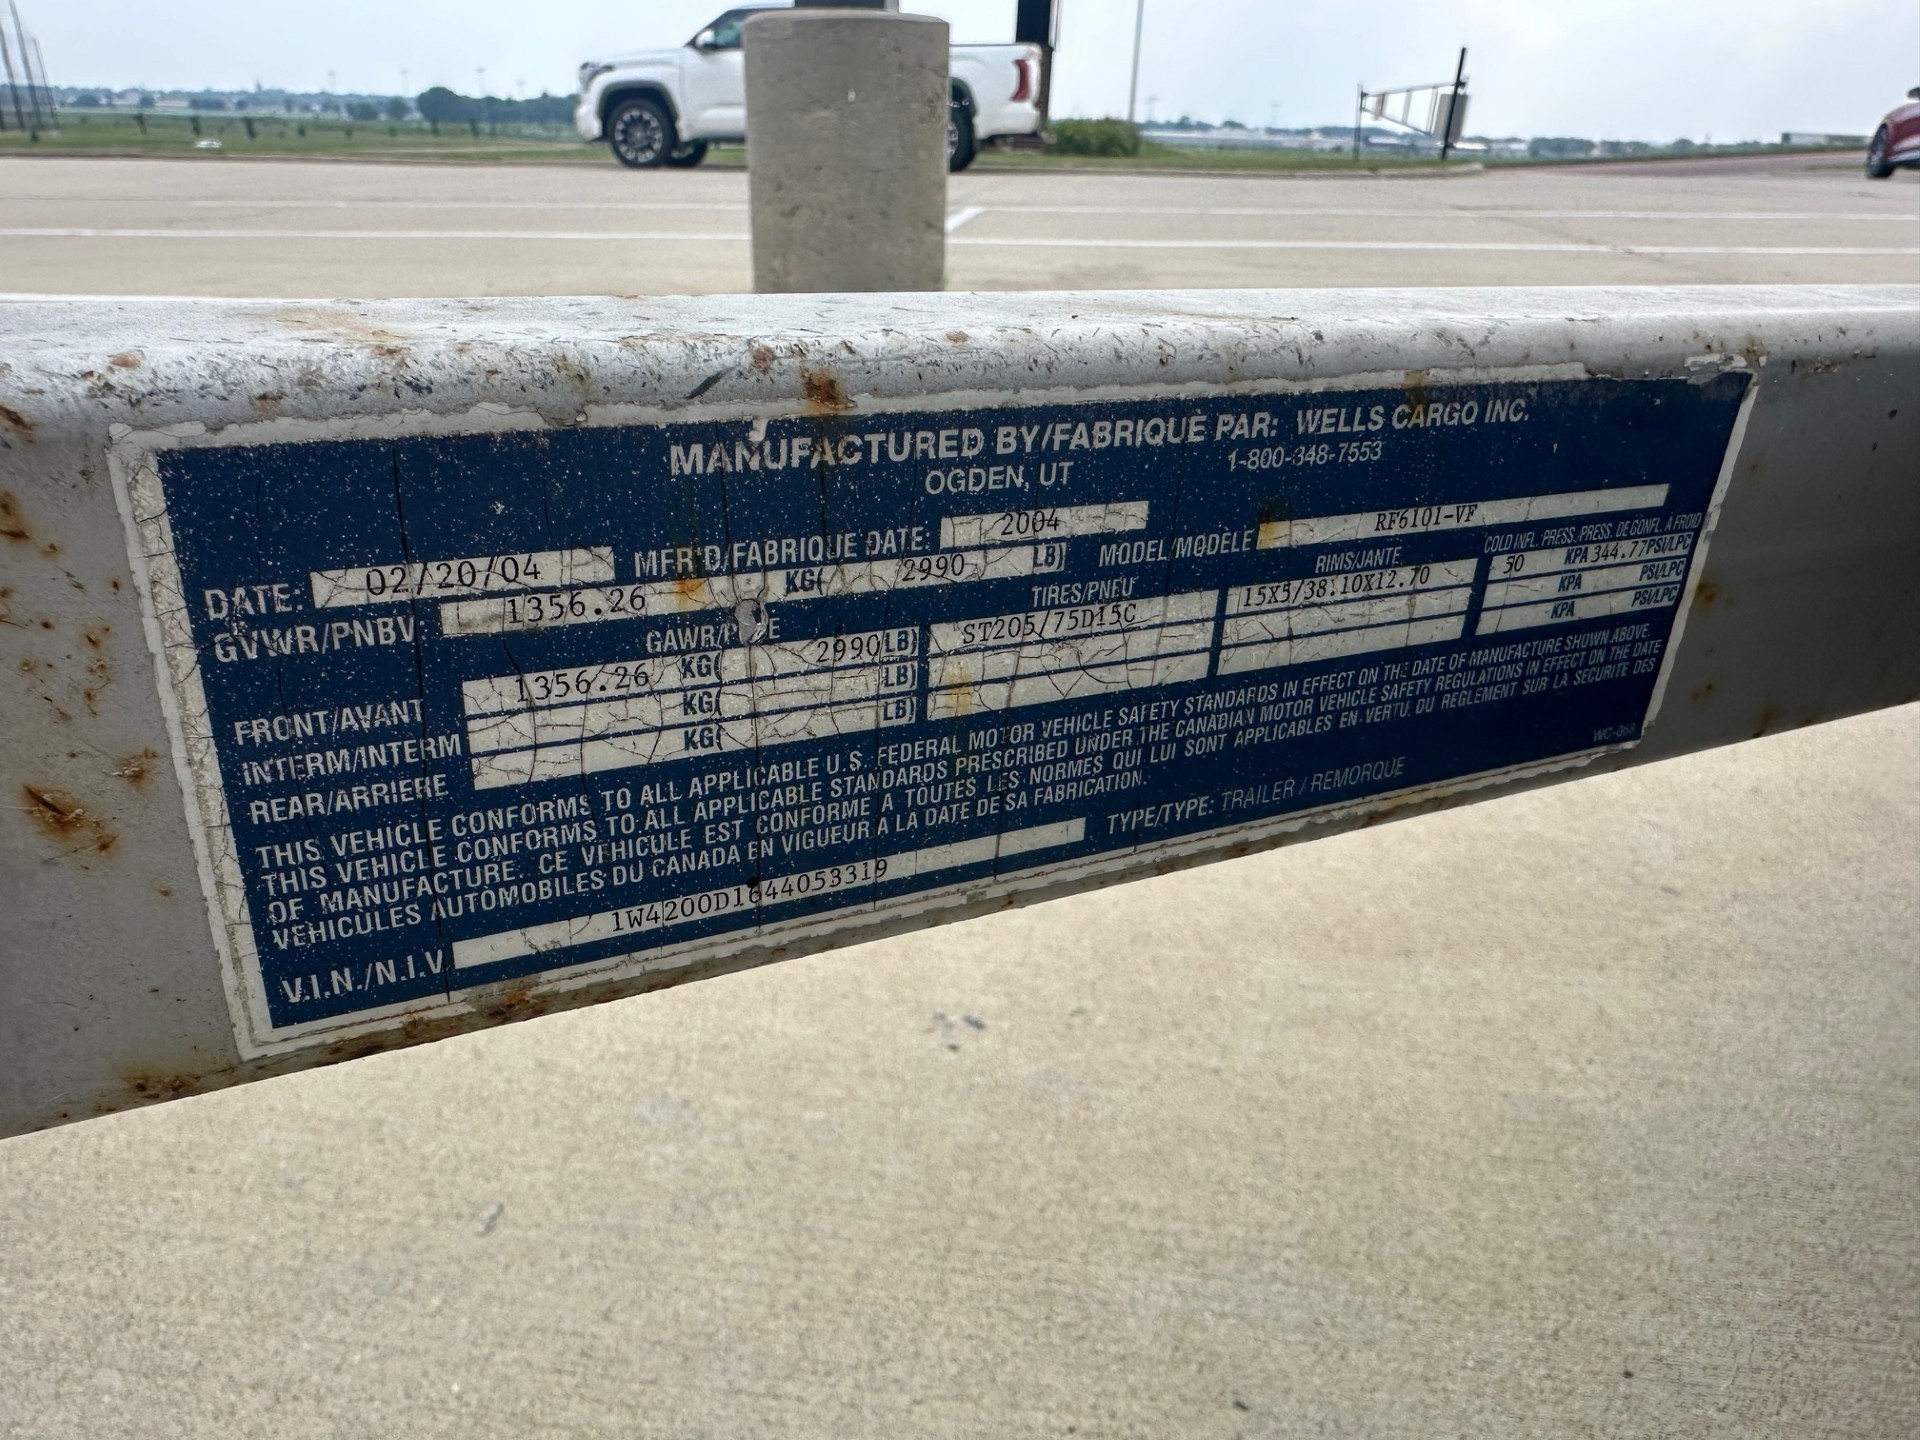 MANUFACTURED BY/FABRIQUÉ PAR: WELLS CARGO INC.
OGDEN, UT 1-800-348-7553
DATE: 02/20/04 MFR'D/FABRIQUE DATE: 2004 MODEL/MODÈLE RF6101-VF
GVWR/PNBV: 1356.26 KG( 2990 LB)
GAWR/ TIRES/PNEU RIMS/JANTE COLD INFL. PRESS./PRESS. DE GONFL. À FROID
FRONT/AVANT 1356.26 KG( 2990 LB) ST205/75D15C 15X5/38.10X12.70 50 KPA 344.77 PSI/LPC
INTERM/INTERM KG( LB) KPA PSI/LPC
REAR/ARRIERE KG( LB) KPA PSI/LPC
THIS VEHICLE CONFORMS TO ALL APPLICABLE U.S. FEDERAL MOTOR VEHICLE SAFETY STANDARDS IN EFFECT ON THE DATE OF MANUFACTURE SHOWN ABOVE.
THIS VEHICLE CONFORMS TO ALL APPLICABLE STANDARDS PRESCRIBED UNDER THE CANADIAN MOTOR VEHICLE SAFETY REGULATIONS IN EFFECT ON THE DATE
OF MANUFACTURE. CE VEHICULE EST CONFORME A TOUTES LES NORMES QUI LUI SONT APPLICABLES EN VERTU DU REGLEMENT SUR LA SECURITE DES
VEHICULES AUTOMOBILES DU CANADA EN VIGUEUR A LA DATE DE SA FABRICATION.
V.I.N./N.I.V 1W4200D1644053319 TYPE/TYPE: TRAILER / REMORQUE
WC-068